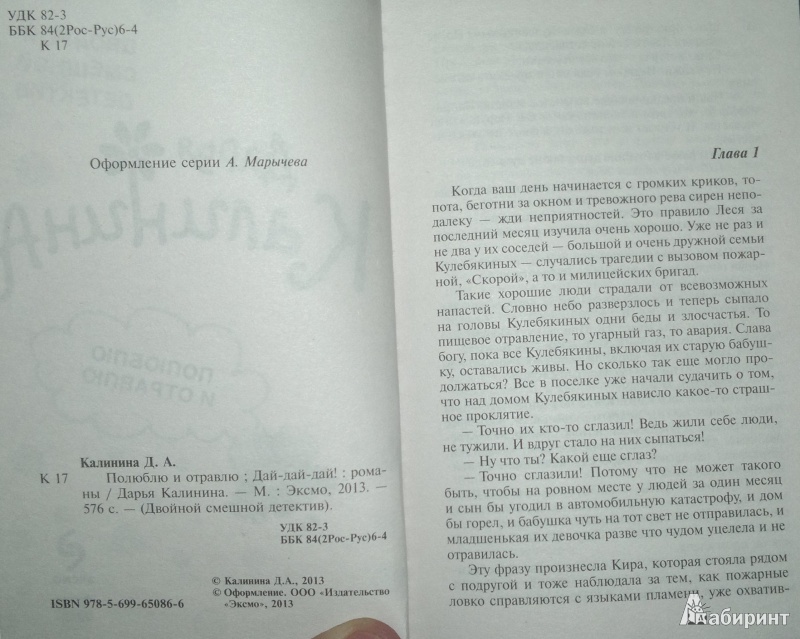 УДК 82-3
ББК 84(2Рос-Рус)6-4
К 17
Оформление серии А. Марычева
Калинина Д. А.
К 17 Полюблю и отравлю ; Дай-дай-дай! : рома-
ны / Дарья Калинина. — М. : Эксмо, 2013. —
576 с. — (Двойной смешной детектив).
УДК 82-3
ББК 84(2Рос-Рус)6-4
© Калинина Д.А., 2013
© Оформление. ООО «Издательство
ISBN 978-5-699-65086-6 «Эксмо», 2013
Глава 1
Когда ваш день начинается с громких криков, то-
пота, беготни за окном и тревожного рева сирен непо-
далеку — жди неприятностей. Это правило Леся за
последний месяц изучила очень хорошо. Уже не раз и
не два у их соседей — большой и очень дружной семьи
Кулебякиных — случались трагедии с вызовом пожар-
ной, «Скорой», а то и милицейских бригад.
Такие хорошие люди страдали от всевозможных
напастей. Словно небо разверзлось и теперь сыпало
на головы Кулебякиных одни беды и злосчастья. То
пищевое отравление, то угарный газ, то авария. Слава
богу, пока все Кулебякины, включая их старую бабуш-
ку, оставались живы. Но сколько так еще могло про-
должаться? Все в поселке уже начали судачить о том,
что над домом Кулебякиных нависло какое-то страш-
ное проклятие.
— Точно их кто-то сглазил! Ведь жили себе люди,
не тужили. И вдруг стало на них сыпаться!
— Ну что ты? Какой еще сглаз?
— Точно сглазили! Потому что не может такого
быть, чтобы на ровном месте у людей за один месяц
и сын бы угодил в автомобильную катастрофу, и дом
бы горел, и бабушка чуть на тот свет не отправилась, и
младшенькая их девочка разве что чудом уцелела и не
отравилась.
Эту фразу произнесла Кира, которая стояла рядом
с подругой и тоже наблюдала за тем, как пожарные
ловко справляются с языками пламени, уже охватив-
Лабиринт